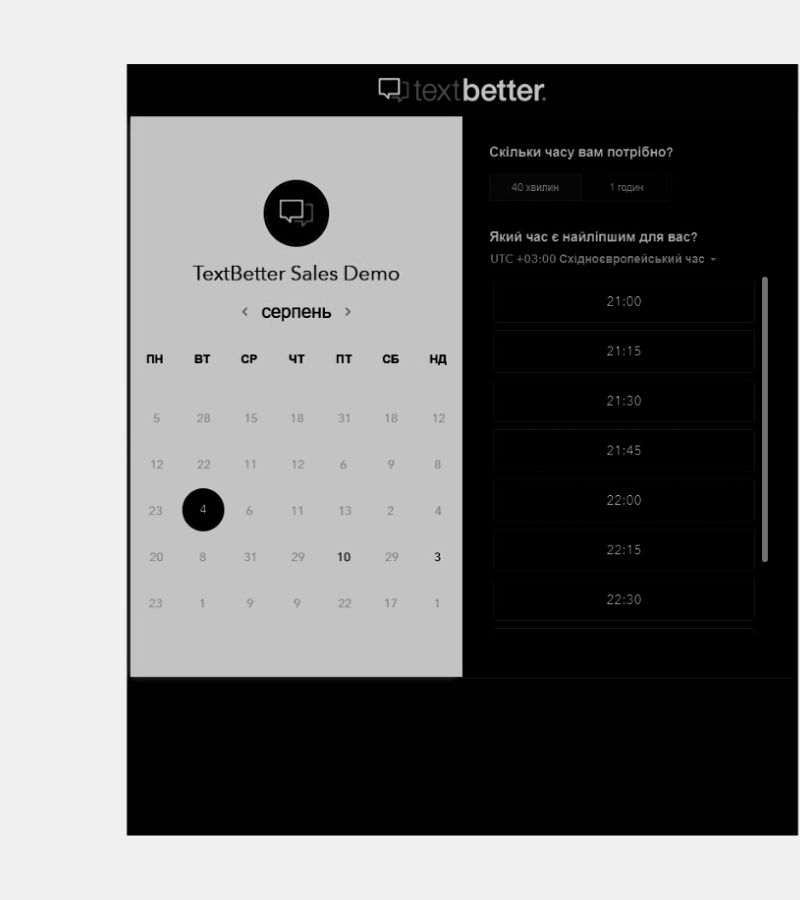 textbetter.
TextBetter Sales Demo
серпень
ПН ВТ СР ЧТ ПТ СБ НД
5 28 15 18 31 18 12
12 22 11 12 6 9 8
23 4 6 11 13 2 4
20 8 31 29 10 29 3
23 1 9 9 22 17 1
Скільки часу вам потрібно?
40 хвилин 1 годин
Який час є найліпшим для вас?
UTC +03:00 Східноєвропейський час
21:00
21:15
21:30
21:45
22:00
22:15
22:30